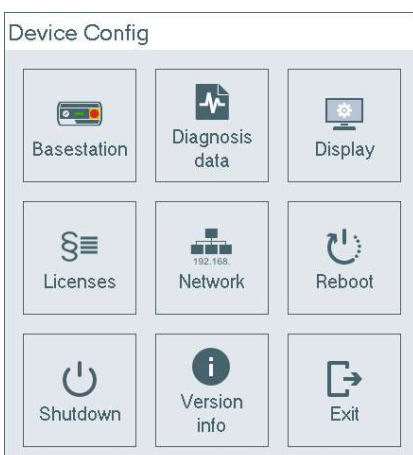 Device Config
Basestation
Diagnosis
data
Display
§
Licenses
192.168.
Network
Reboot
Shutdown
i
Version
info
Exit